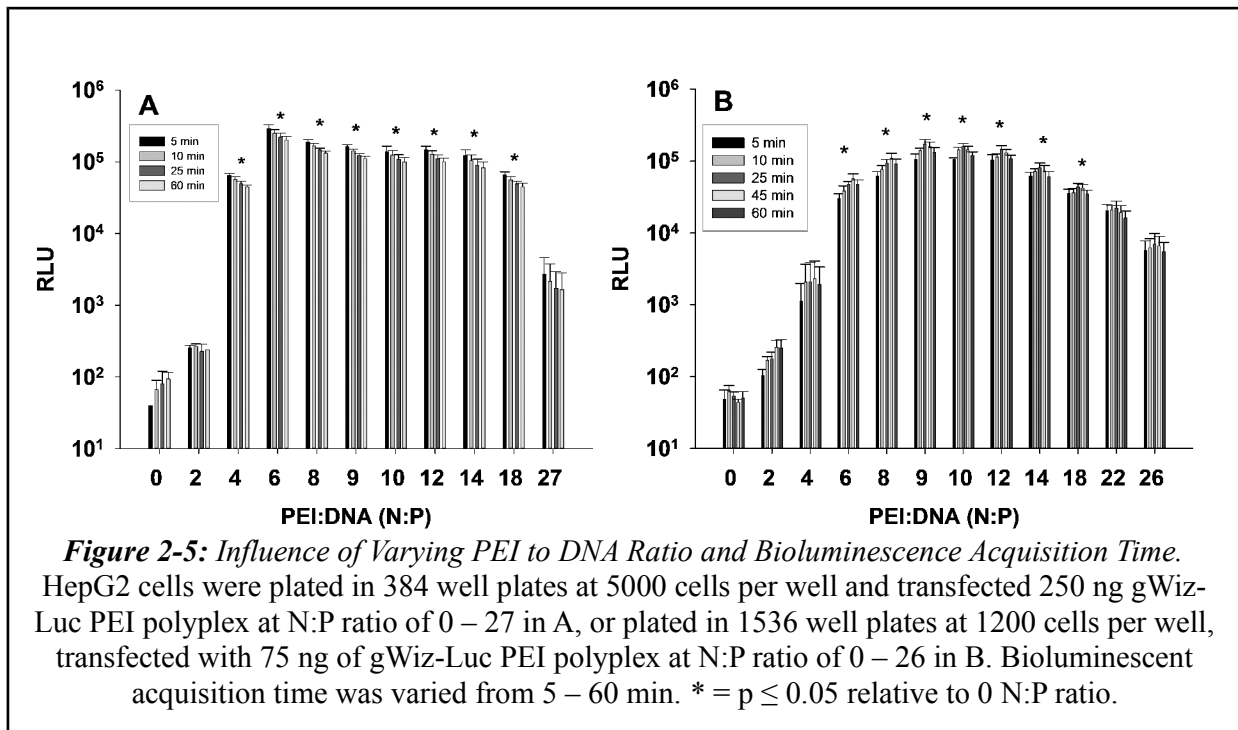 A
B
10⁶
10⁵
10⁴
10³
10²
10¹
RLU
5 min
10 min
25 min
60 min
* * * * * * * *
0 2 4 6 8 9 10 12 14 18 27
PEI:DNA (N:P)
10⁶
10⁵
10⁴
10³
10²
10¹
RLU
5 min
10 min
25 min
45 min
60 min
* * * * * * *
0 2 4 6 8 9 10 12 14 18 22 26
PEI:DNA (N:P)
Figure 2-5: Influence of Varying PEI to DNA Ratio and Bioluminescence Acquisition Time.
HepG2 cells were plated in 384 well plates at 5000 cells per well and transfected 250 ng gWiz-
Luc PEI polyplex at N:P ratio of 0 – 27 in A, or plated in 1536 well plates at 1200 cells per well,
transfected with 75 ng of gWiz-Luc PEI polyplex at N:P ratio of 0 – 26 in B. Bioluminescent
acquisition time was varied from 5 – 60 min. * = p ≤ 0.05 relative to 0 N:P ratio.